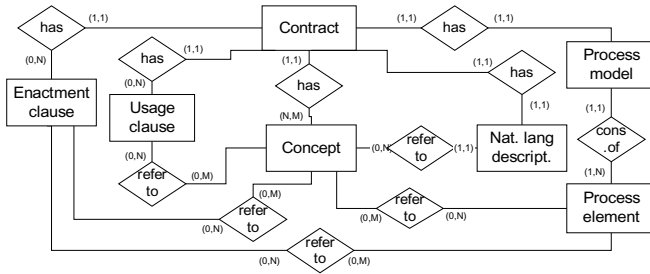 (1,1)
Contract
(1,1)
has
has
(0,N)
(1,1)
(1,1)
(1,1)
(1,1)
has
has
Process
model
(0,N)
(1,1)
Enactment
clause
has
Usage
clause
(N,M)
(1,1)
(1,1)
(0,N)
Concept
(0,N)
refer
to
(1,1)
Nat. lang
descript.
cons
.of
refer
to
(0,M)
(0,M)
(1,N)
refer
to
(0,N)
(0,M)
refer
to
(0,N)
Process
element
(0,N)
refer
to
(0,M)